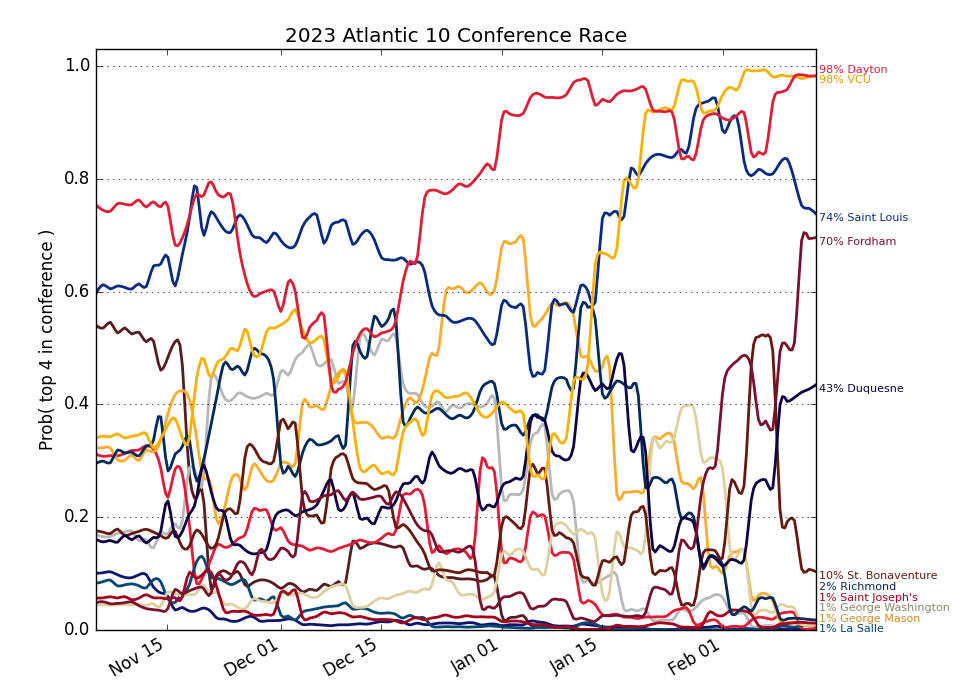 2023 Atlantic 10 Conference Race
Prob( top 4 in conference )
1.0
0.8
0.6
0.4
0.2
0.0
Nov 15
Dec 01
Dec 15
Jan 01
Jan 15
Feb 01
98% Dayton
98% VCU
74% Saint Louis
70% Fordham
43% Duquesne
10% St. Bonaventure
2% Richmond
1% Saint Joseph's
1% George Washington
1% George Mason
1% La Salle